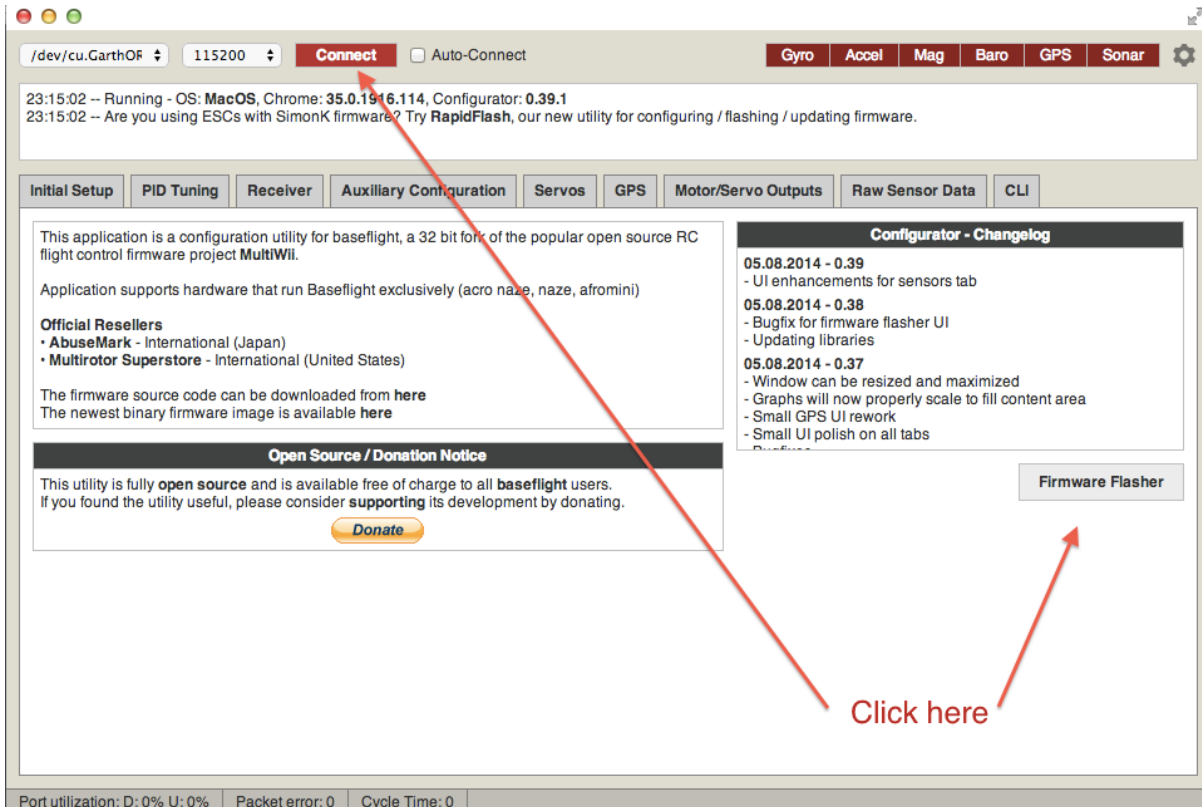 /dev/cu.GarthOR 115200 Connect Auto-Connect Gyro Accel Mag Baro GPS Sonar
23:15:02 -- Running - OS: MacOS, Chrome: 35.0.1916.114, Configurator: 0.39.1
23:15:02 -- Are you using ESCs with SimonK firmware? Try RapidFlash, our new utility for configuring / flashing / updating firmware.
Initial Setup PID Tuning Receiver Auxiliary Configuration Servos GPS Motor/Servo Outputs Raw Sensor Data CLI
This application is a configuration utility for baseflight, a 32 bit fork of the popular open source RC
flight control firmware project MultiWii.
Application supports hardware that run Baseflight exclusively (acro naze, naze, afromini)
Official Resellers
• AbuseMark - International (Japan)
• Multirotor Superstore - International (United States)
The firmware source code can be downloaded from here
The newest binary firmware image is available here
Open Source / Donation Notice
This utility is fully open source and is available free of charge to all baseflight users.
If you found the utility useful, please consider supporting its development by donating.
Donate
Configurator - Changelog
05.08.2014 - 0.39
- UI enhancements for sensors tab
05.08.2014 - 0.38
- Bugfix for firmware flasher UI
- Updating libraries
05.08.2014 - 0.37
- Window can be resized and maximized
- Graphs will now properly scale to fill content area
- Small GPS UI rework
- Small UI polish on all tabs
- Bugfixes
Firmware Flasher
Click here
Port utilization: D: 0% U: 0% Packet error: 0 Cycle Time: 0